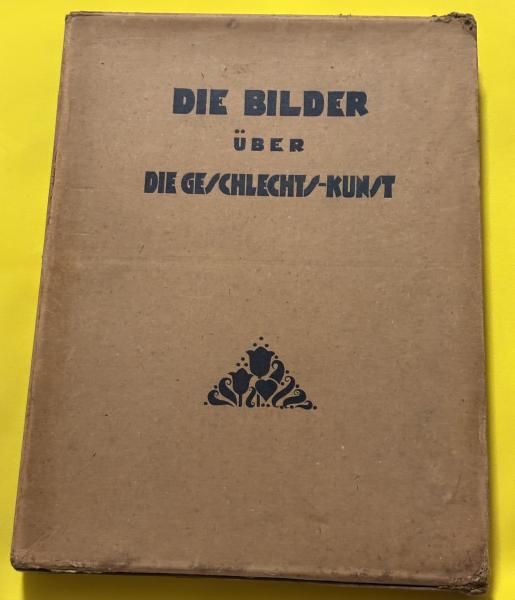 DIE BILDER
ÜBER
DIE GESCHLECHTS-KUNST